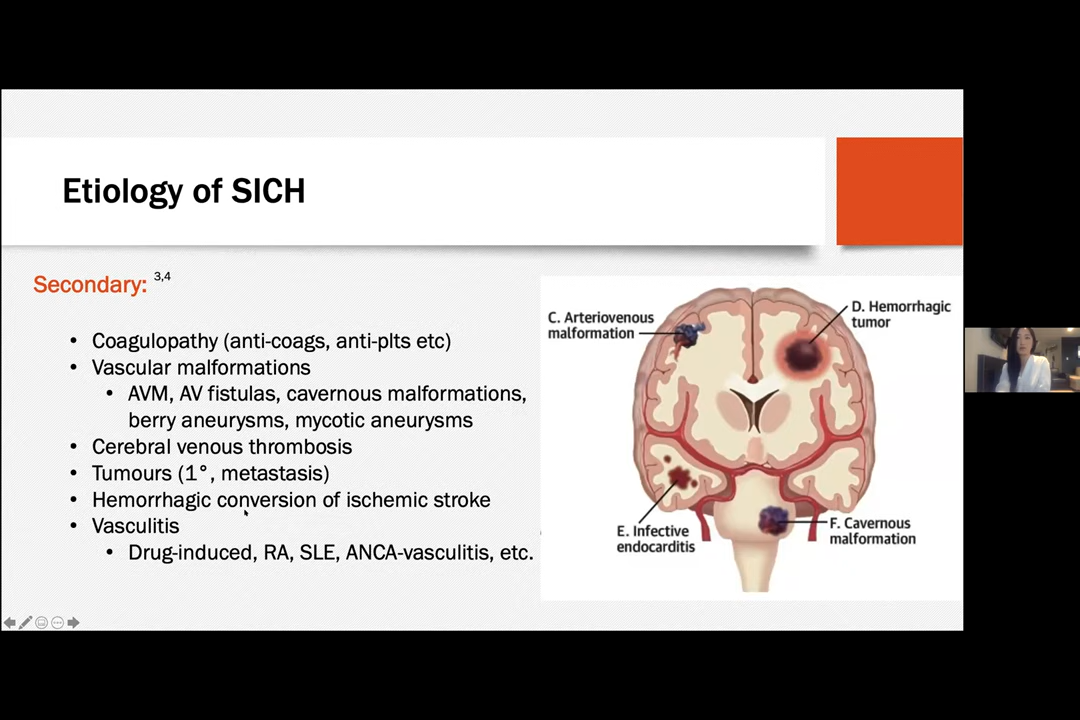 Etiology of SICH
Secondary: 3,4
• Coagulopathy (anti-coags, anti-plts etc)
• Vascular malformations
• AVM, AV fistulas, cavernous malformations,
berry aneurysms, mycotic aneurysms
• Cerebral venous thrombosis
• Tumours (1°, metastasis)
• Hemorrhagic conversion of ischemic stroke
• Vasculitis
• Drug-induced, RA, SLE, ANCA-vasculitis, etc.
C. Arteriovenous
malformation
D. Hemorrhagic
tumor
E. Infective
endocarditis
F. Cavernous
malformation